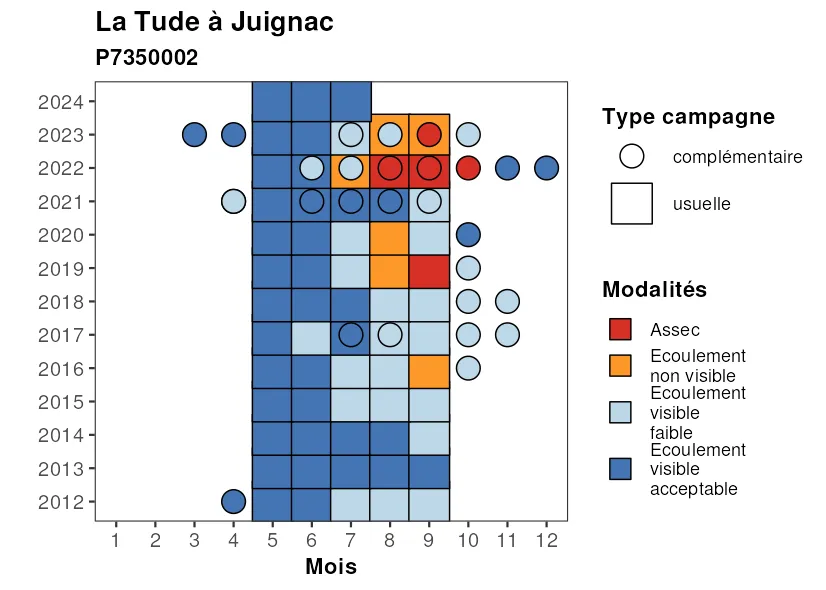 La Tude à Juignac
P7350002
2024
2023
2022
2021
2020
2019
2018
2017
2016
2015
2014
2013
2012
1 2 3 4 5 6 7 8 9 10 11 12
Mois
Type campagne
complémentaire
usuelle
Modalités
Assec
Ecoulement
non visible
Ecoulement
visible
faible
Ecoulement
visible
acceptable